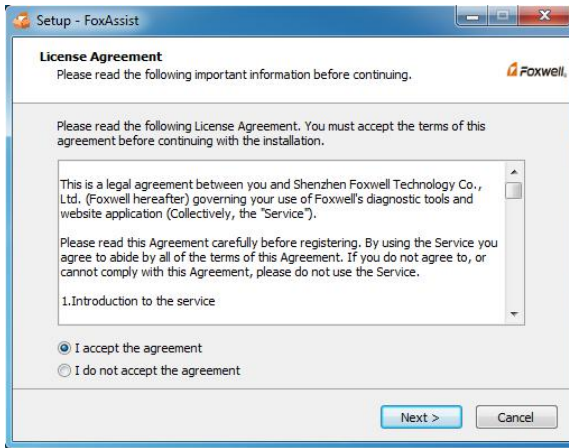 Setup - FoxAssist
License Agreement
Please read the following important information before continuing.
Foxwell
Please read the following License Agreement. You must accept the terms of this
agreement before continuing with the installation.
This is a legal agreement between you and Shenzhen Foxwell Technology Co.,
Ltd. (Foxwell hereafter) governing your use of Foxwell's diagnostic tools and
website application (Collectively, the "Service").
Please read this Agreement carefully before registering. By using the Service you
agree to abide by all of the terms of this Agreement. If you do not agree to, or
cannot comply with this Agreement, please do not use the Service.
1.Introduction to the service
I accept the agreement
I do not accept the agreement
Next >
Cancel